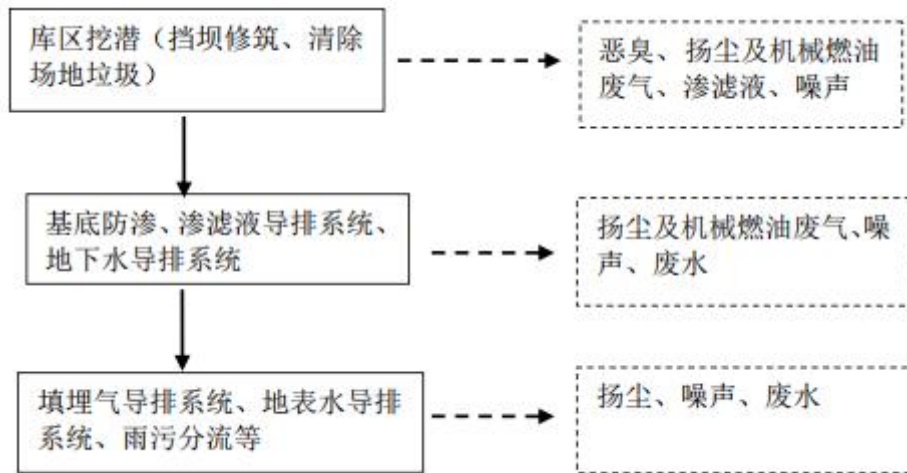 库区挖潜（挡坝修筑、清除
场地垃圾）
恶臭、扬尘及机械燃油
废气、渗滤液、噪声
基底防渗、渗滤液导排系统、
地下水导排系统
扬尘及机械燃油废气、噪
声、废水
填埋气导排系统、地表水导排
系统、雨污分流等
扬尘、噪声、废水